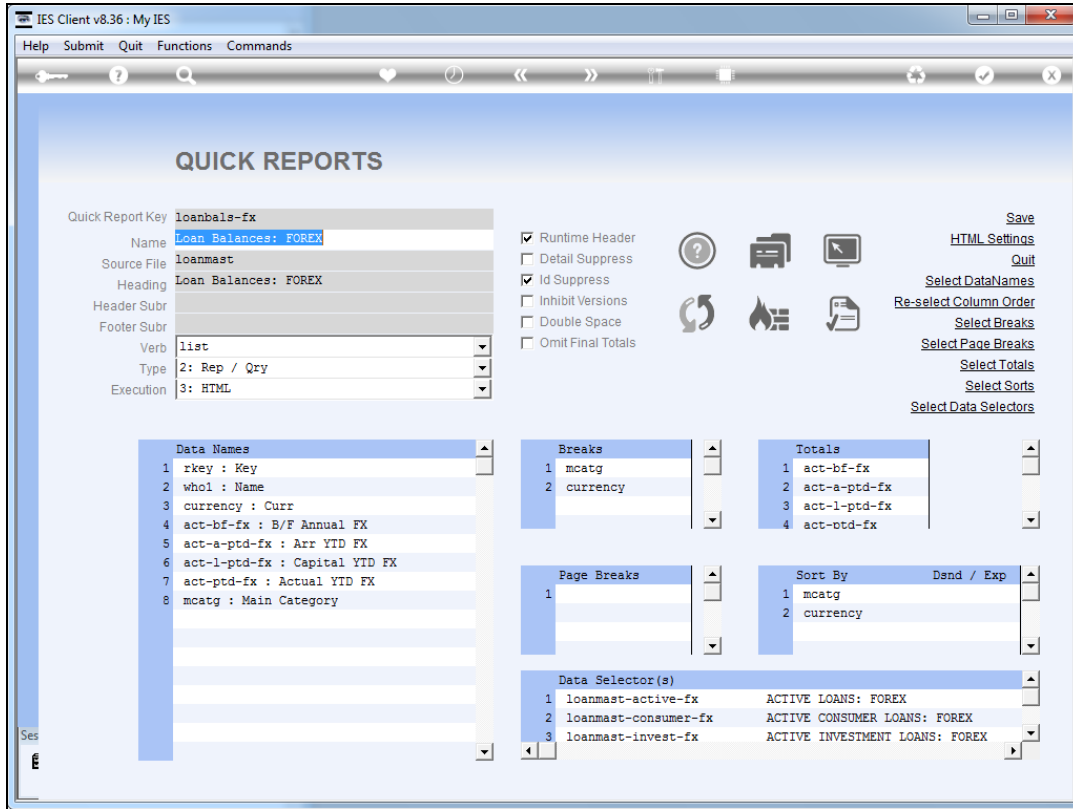 IES Client v8.36 : My IES
Help Submit Quit Functions Commands
QUICK REPORTS
Quick Report Key loanbals-fx
Name Loan Balances: FOREX
Source File loanmast
Heading Loan Balances: FOREX
Header Subr
Footer Subr
Verb list
Type 2: Rep / Qry
Execution 3: HTML
Runtime Header
Detail Suppress
Id Suppress
Inhibit Versions
Double Space
Omit Final Totals
Save
HTML Settings
Quit
Select DataNames
Re-select Column Order
Select Breaks
Select Page Breaks
Select Totals
Select Sorts
Select Data Selectors
Data Names
1 rkey : Key
2 who1 : Name
3 currency : Curr
4 act-bf-fx : B/F Annual FX
5 act-a-ptd-fx : Arr YTD FX
6 act-l-ptd-fx : Capital YTD FX
7 act-ptd-fx : Actual YTD FX
8 mcatg : Main Category
Breaks
1 mcatg
2 currency
Totals
1 act-bf-fx
2 act-a-ptd-fx
3 act-l-ptd-fx
4 act-ptd-fx
Page Breaks
1
Sort By Dsnd / Exp
1 mcatg
2 currency
Data Selector(s)
1 loanmast-active-fx ACTIVE LOANS: FOREX
2 loanmast-consumer-fx ACTIVE CONSUMER LOANS: FOREX
3 loanmast-invest-fx ACTIVE INVESTMENT LOANS: FOREX
Ses